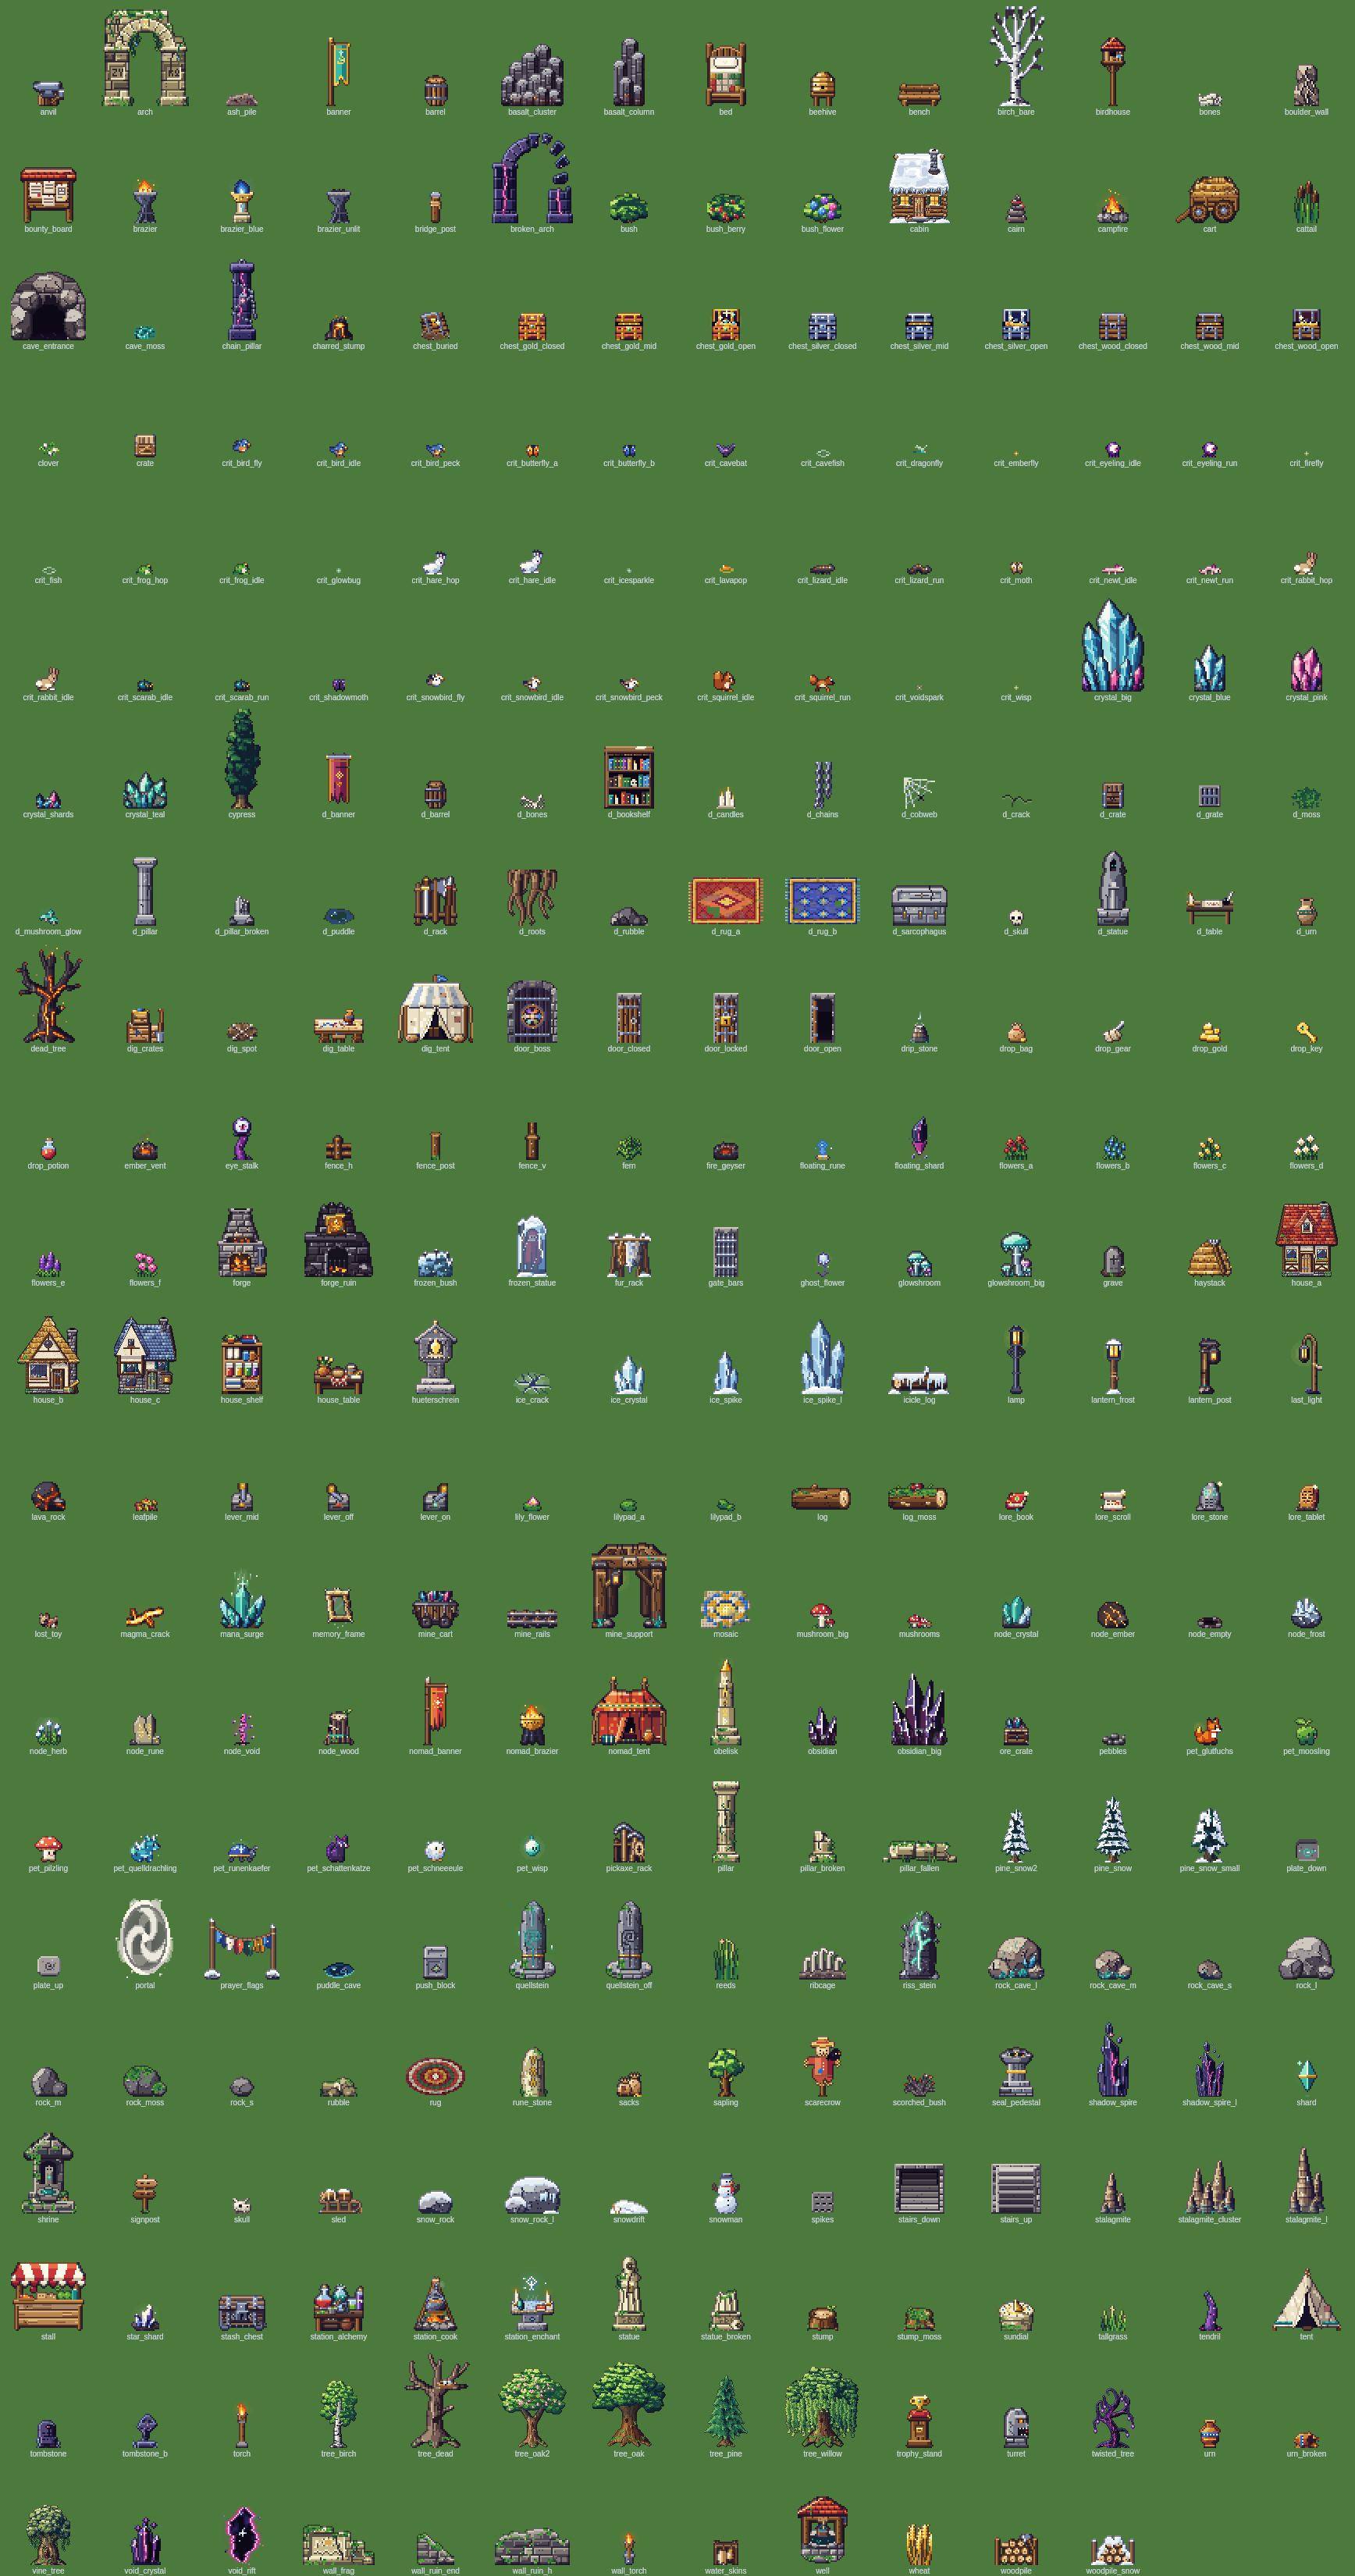 anvil arch ash_pile banner barrel basalt_cluster basalt_column bed beehive bench birch_bare birdhouse bones boulder_wall
bounty_board brazier brazier_blue brazier_unlit bridge_post broken_arch bush bush_berry bush_flower cabin cairn campfire cart cattail
cave_entrance cave_moss chain_pillar charred_stump chest_buried chest_gold_closed chest_gold_mid chest_gold_open chest_silver_closed chest_silver_mid chest_silver_open chest_wood_closed chest_wood_mid chest_wood_open
clover crate crit_bird_fly crit_bird_idle crit_bird_peck crit_butterfly_a crit_butterfly_b crit_cavebat crit_cavefish crit_dragonfly crit_emberfly crit_eyeling_idle crit_eyeling_run crit_firefly
crit_fish crit_frog_hop crit_frog_idle crit_glowbug crit_hare_hop crit_hare_idle crit_icesparkle crit_lavapop crit_lizard_idle crit_lizard_run crit_moth crit_newt_idle crit_newt_run crit_rabbit_hop
crit_rabbit_idle crit_scarab_idle crit_scarab_run crit_shadowmoth crit_snowbird_fly crit_snowbird_idle crit_snowbird_peck crit_squirrel_idle crit_squirrel_run crit_voidspark crit_wisp crystal_big crystal_blue crystal_pink
crystal_shards crystal_teal cypress d_banner d_barrel d_bones d_bookshelf d_candles d_chains d_cobweb d_crack d_crate d_grate d_moss
d_mushroom_glow d_pillar d_pillar_broken d_puddle d_rack d_roots d_rubble d_rug_a d_rug_b d_sarcophagus d_skull d_statue d_table d_urn
dead_tree dig_crates dig_spot dig_table dig_tent door_boss door_closed door_locked door_open drip_stone drop_bag drop_gear drop_gold drop_key
drop_potion ember_vent eye_stalk fence_h fence_post fence_v fern fire_geyser floating_rune floating_shard flowers_a flowers_b flowers_c flowers_d
flowers_e flowers_f forge forge_ruin frozen_bush frozen_statue fur_rack gate_bars ghost_flower glowshroom glowshroom_big grave haystack house_a
house_b house_c house_shelf house_table hueterschrein ice_crack ice_crystal ice_spike ice_spike_l icicle_log lamp lantern_frost lantern_post last_light
lava_rock leafpile lever_mid lever_off lever_on lily_flower lilypad_a lilypad_b log log_moss lore_book lore_scroll lore_stone lore_tablet
lost_toy magma_crack mana_surge memory_frame mine_cart mine_rails mine_support mosaic mushroom_big mushrooms node_crystal node_ember node_empty node_frost
node_herb node_rune node_void node_wood nomad_banner nomad_brazier nomad_tent obelisk obsidian obsidian_big ore_crate pebbles pet_glutfuchs pet_moosling
pet_pilzling pet_quelldrachling pet_runenkaefer pet_schattenkatze pet_schneeeule pet_wisp pickaxe_rack pillar pillar_broken pillar_fallen pine_snow2 pine_snow pine_snow_small plate_down
plate_up portal prayer_flags puddle_cave push_block quellstein quellstein_off reeds ribcage riss_stein rock_cave_l rock_cave_m rock_cave_s rock_l
rock_m rock_moss rock_s rubble rug rune_stone sacks sapling scarecrow scorched_bush seal_pedestal shadow_spire shadow_spire_l shard
shrine signpost skull sled snow_rock snow_rock_l snowdrift snowman spikes stairs_down stairs_up stalagmite stalagmite_cluster stalagmite_l
stall star_shard stash_chest station_alchemy station_cook station_enchant statue statue_broken stump stump_moss sundial tallgrass tendril tent
tombstone tombstone_b torch tree_birch tree_dead tree_oak2 tree_oak tree_pine tree_willow trophy_stand turret twisted_tree urn urn_broken
vine_tree void_crystal void_rift wall_frag wall_ruin_end wall_ruin_h wall_torch water_skins well wheat woodpile woodpile_snow